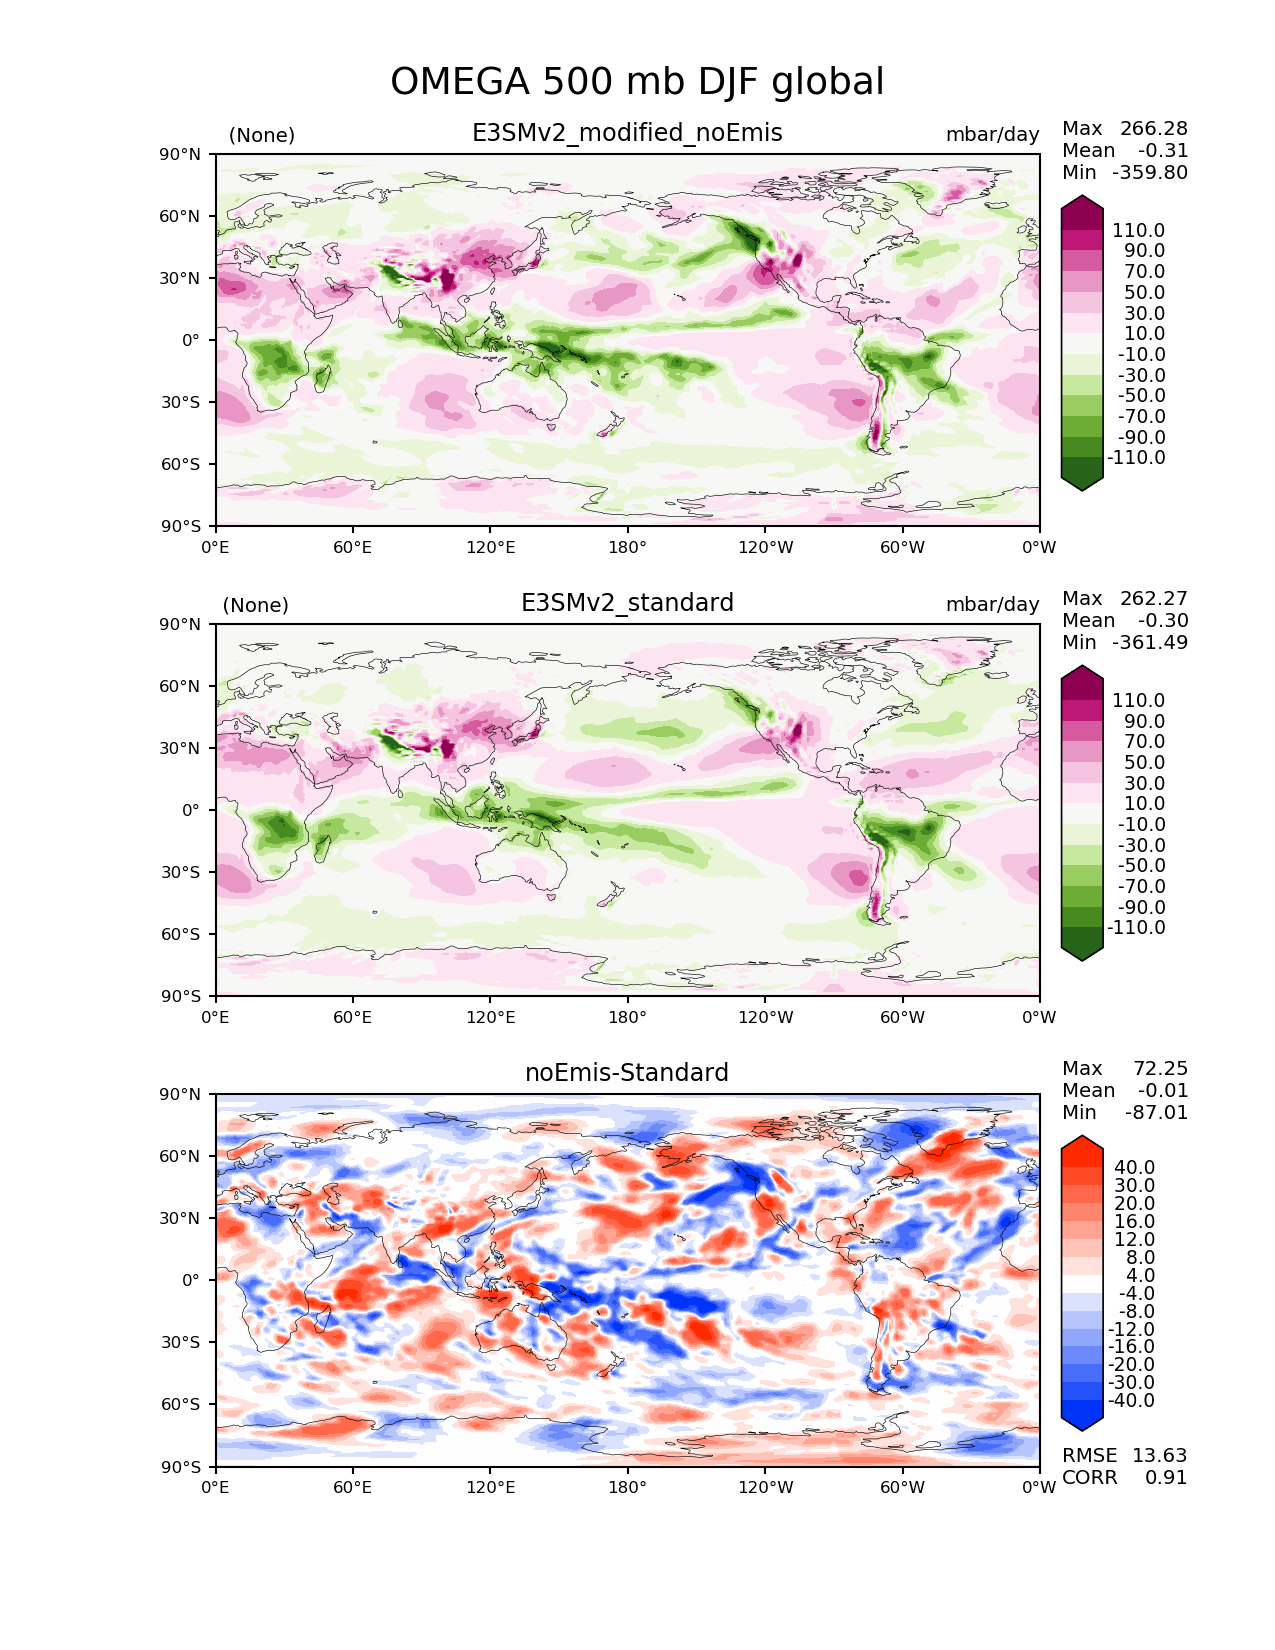 OMEGA 500 mb DJF global
(None) E3SMv2_modified_noEmis mbar/day
Max 266.28
Mean -0.31
Min -359.80
90°N
60°N
30°N
0°
30°S
60°S
90°S
0°E 60°E 120°E 180° 120°W 60°W 0°W
110.0
90.0
70.0
50.0
30.0
10.0
-10.0
-30.0
-50.0
-70.0
-90.0
-110.0
(None) E3SMv2_standard mbar/day
Max 262.27
Mean -0.30
Min -361.49
90°N
60°N
30°N
0°
30°S
60°S
90°S
0°E 60°E 120°E 180° 120°W 60°W 0°W
110.0
90.0
70.0
50.0
30.0
10.0
-10.0
-30.0
-50.0
-70.0
-90.0
-110.0
noEmis-Standard
Max 72.25
Mean -0.01
Min -87.01
90°N
60°N
30°N
0°
30°S
60°S
90°S
0°E 60°E 120°E 180° 120°W 60°W 0°W
40.0
30.0
20.0
16.0
12.0
8.0
4.0
-4.0
-8.0
-12.0
-16.0
-20.0
-30.0
-40.0
RMSE 13.63
CORR 0.91